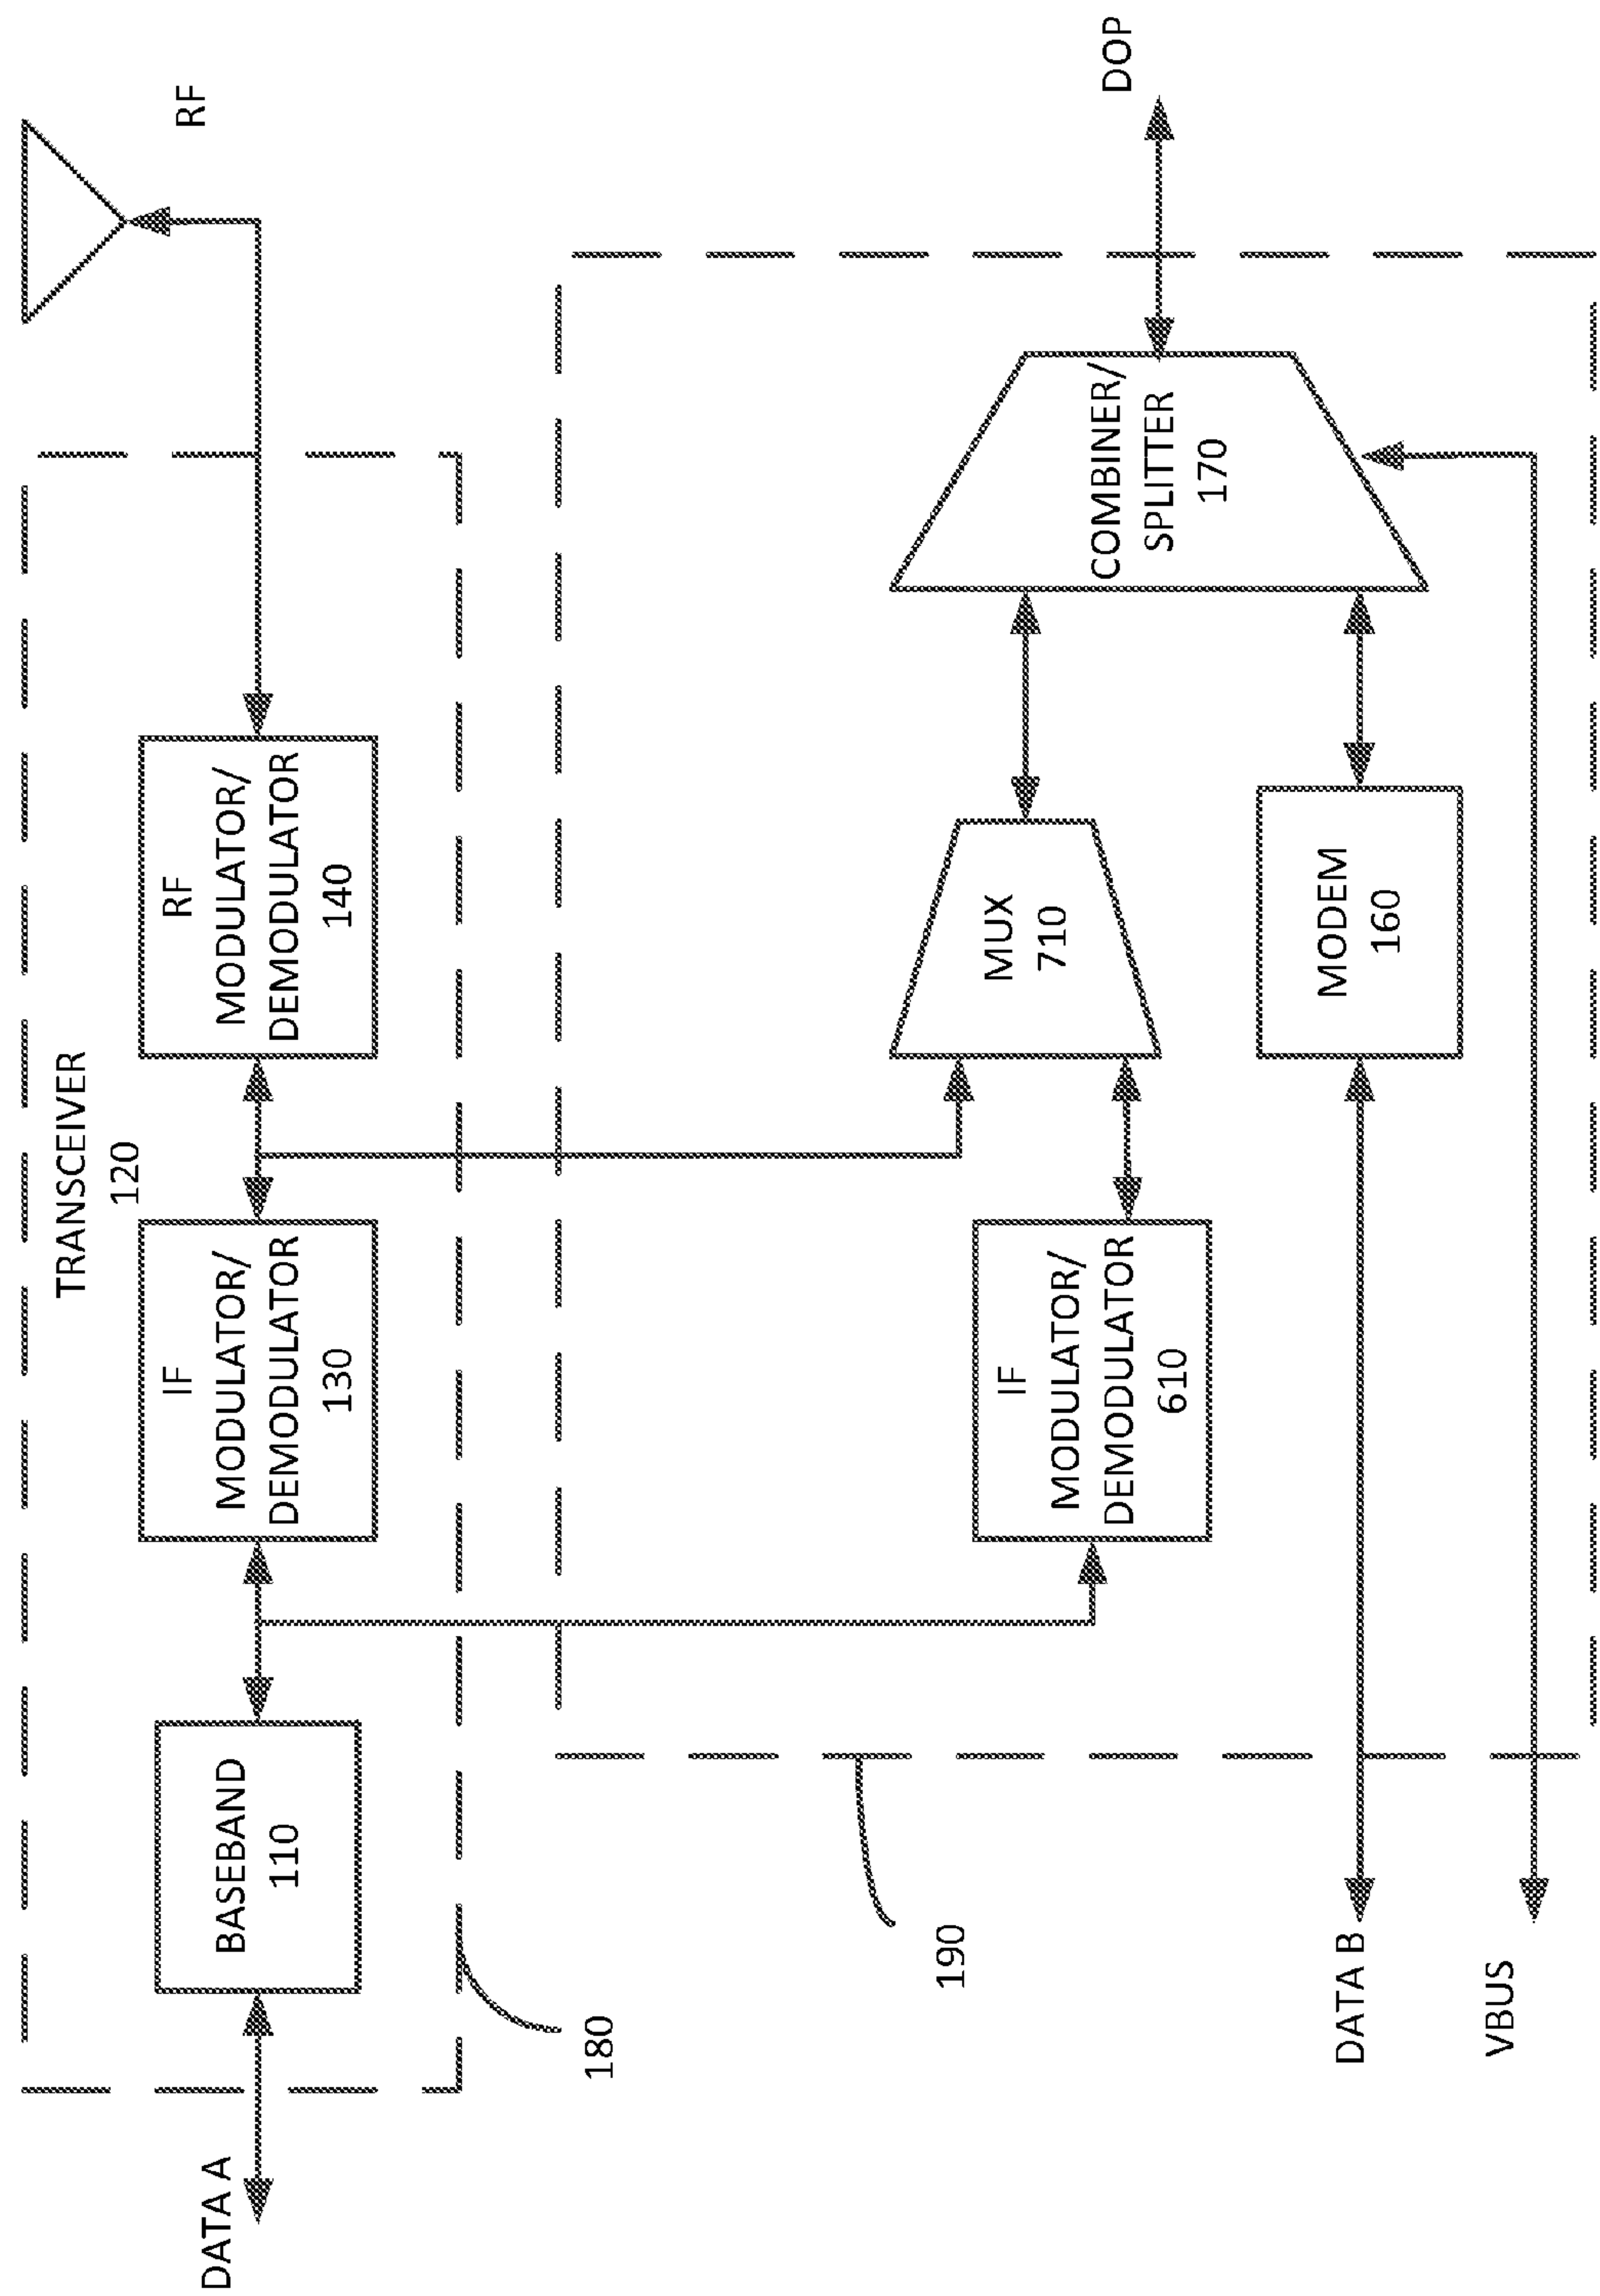 TRANSCEIVER
120
RF
DATA A
BASEBAND
110
IF
MODULATOR/
DEMODULATOR
130
RF
MODULATOR/
DEMODULATOR
140
180
190
IF
MODULATOR/
DEMODULATOR
610
MUX
710
COMBINER/
SPLITTER
170
DOP
DATA B
MODEM
160
VBUS